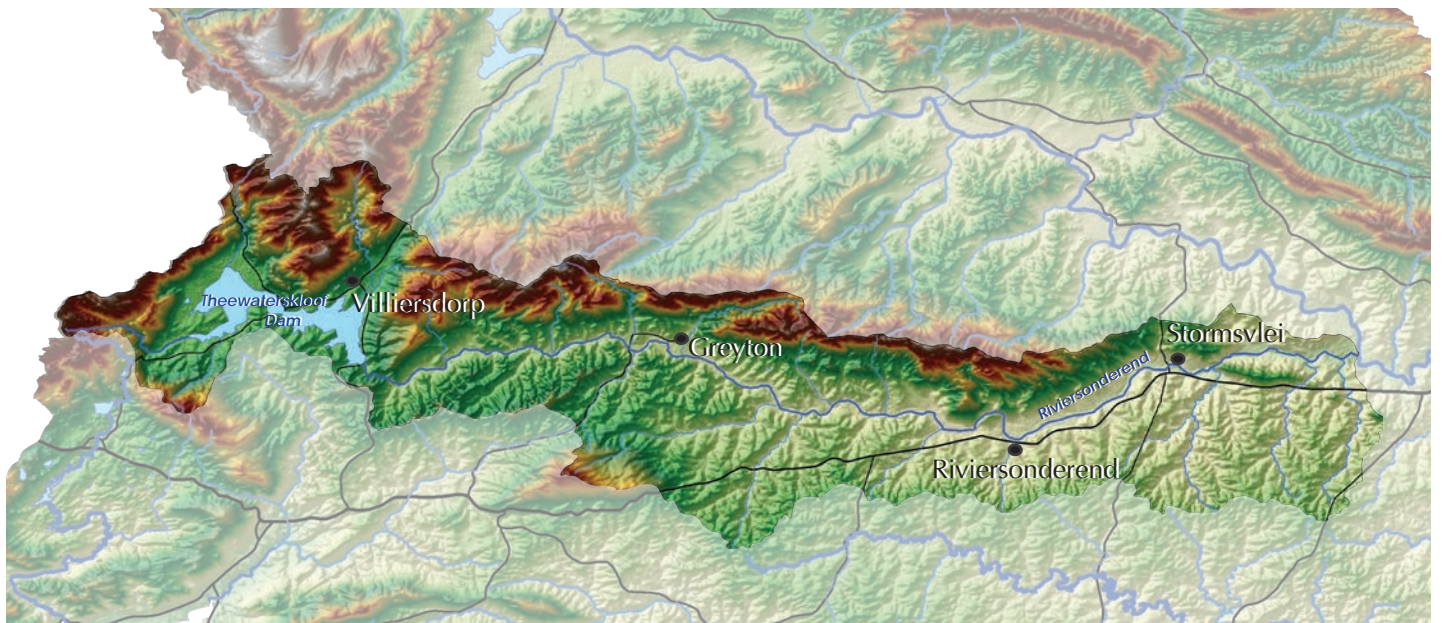 Theewaterskloof
Dam
Villiersdorp
Greyton
Stormsvlei
Riviersonderend
Riviersonderend